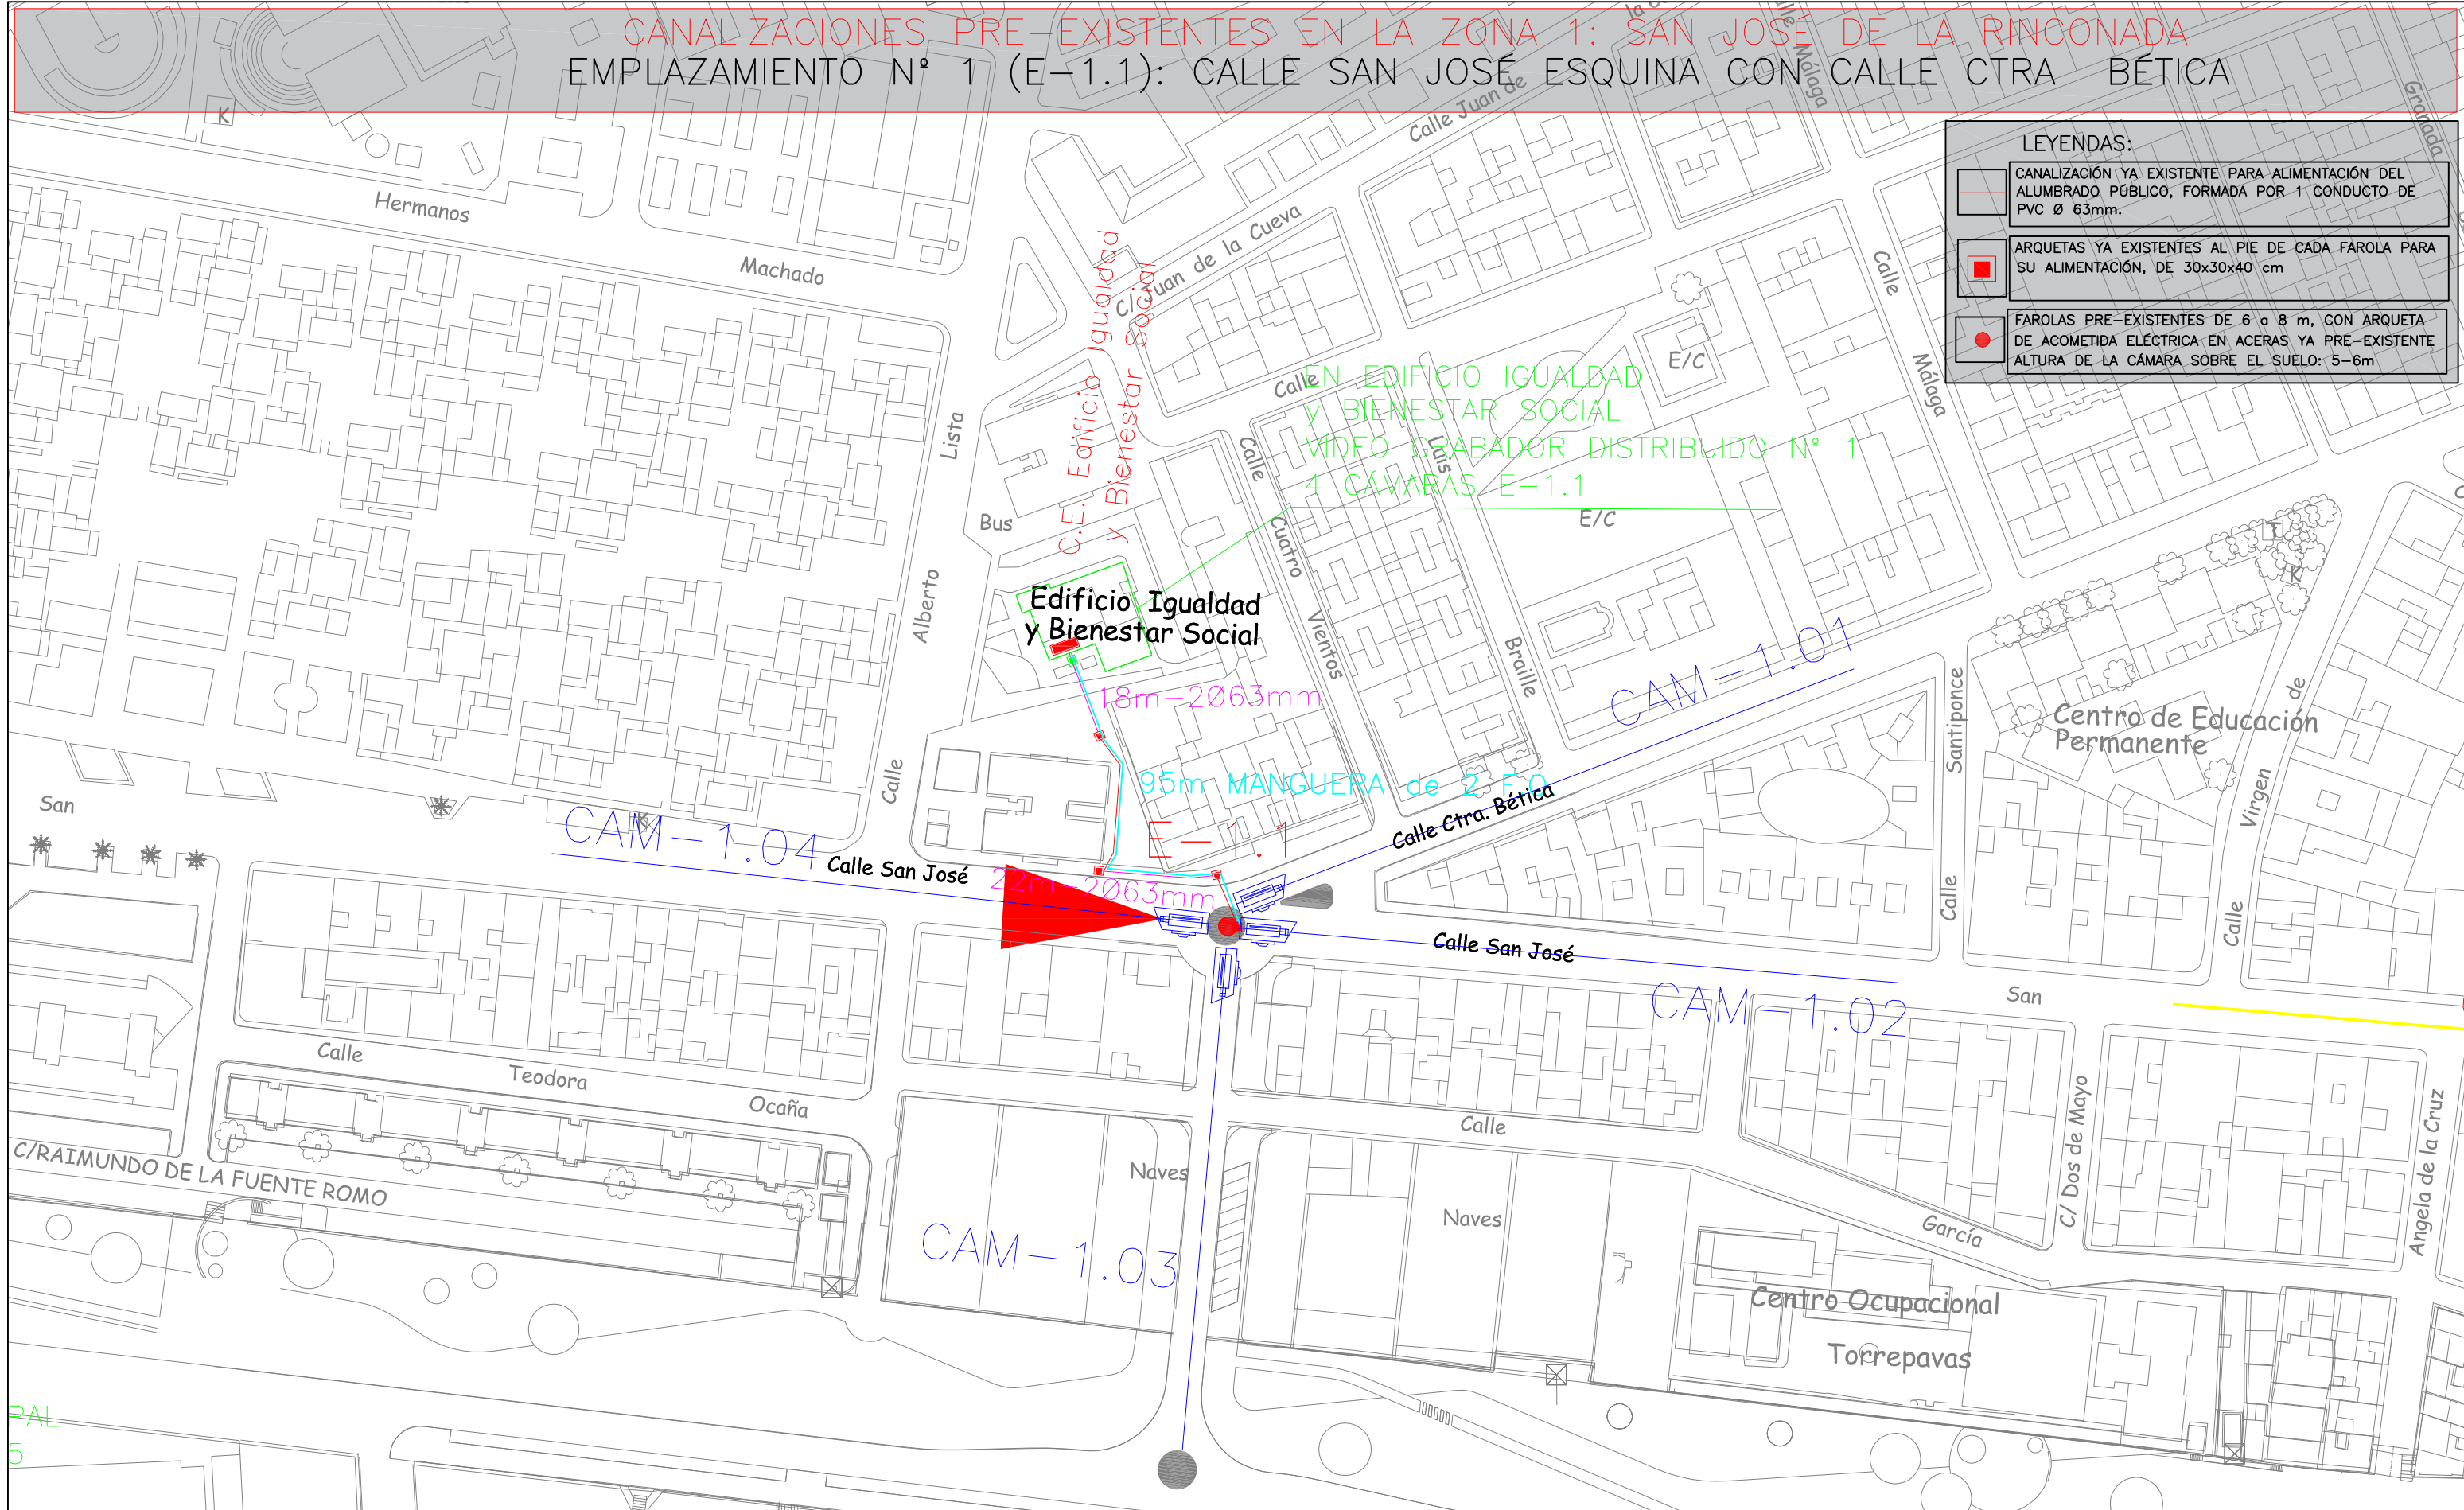 CANALIZACIONES PRE-EXISTENTES EN LA ZONA 1: SAN JOSÉ DE LA RINCONADA
EMPLAZAMIENTO Nº 1 (E-1.1): CALLE SAN JOSÉ ESQUINA CON CALLE CTRA BÉTICA
LEYENDAS:
CANALIZACIÓN YA EXISTENTE PARA ALIMENTACIÓN DEL
ALUMBRADO PÚBLICO, FORMADA POR 1 CONDUCTO DE
PVC Ø 63mm.
ARQUETAS YA EXISTENTES AL PIE DE CADA FAROLA PARA
SU ALIMENTACIÓN, DE 30x30x40 cm
FAROLAS PRE-EXISTENTES DE 6 a 8 m, CON ARQUETA
DE ACOMETIDA ELÉCTRICA EN ACERAS YA PRE-EXISTENTE
ALTURA DE LA CÁMARA SOBRE EL SUELO: 5-6m
K
Málaga
Granada
Calle Juan de
Hermanos
Machado
C/ Juan de la Cueva
Calle
Málaga
C.E. Edificio Igualdad
y Bienestar Social
E/C
Calle
EN EDIFICIO IGUALDAD
y BIENESTAR SOCIAL
VIDEO GRABADOR DISTRIBUIDO Nº 1
4 CÁMARAS E-1.1
E/C
Calle
Alberto
Lista
Bus
Calle
Cuatro
Vientos
Luis
Braille
T
K
Edificio Igualdad
y Bienestar Social
18m-2Ø63mm
CAM-1.01
Calle
Santiponce
Centro de Educación
Permanente
Calle
Virgen
de
95m MANGUERA de 2 F.O.
San
K
CAM-1.04
E-1.1
Calle Ctra. Bética
Calle San José
22m-2Ø63mm
Calle San José
CAM-1.02
San
Calle
Teodora
Ocaña
Calle
García
C/ Dos de Mayo
Angela de la Cruz
C/RAIMUNDO DE LA FUENTE ROMO
Naves
Naves
CAM-1.03
Centro Ocupacional
Torrepavas
PAL
5